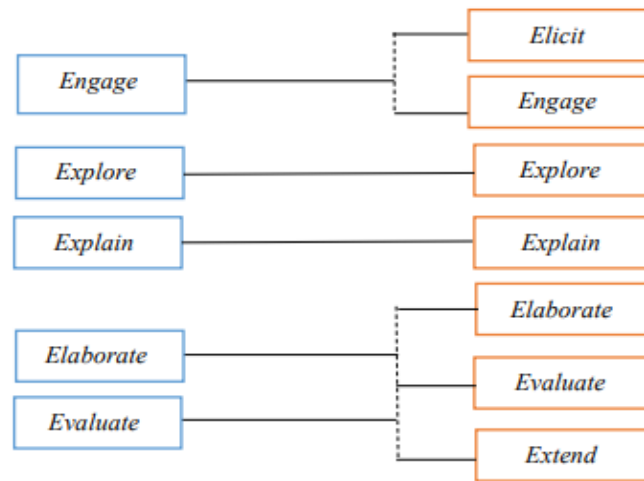 Elicit
Engage
Engage
Explore
Explore
Explain
Explain
Elaborate
Elaborate
Evaluate
Evaluate
Extend